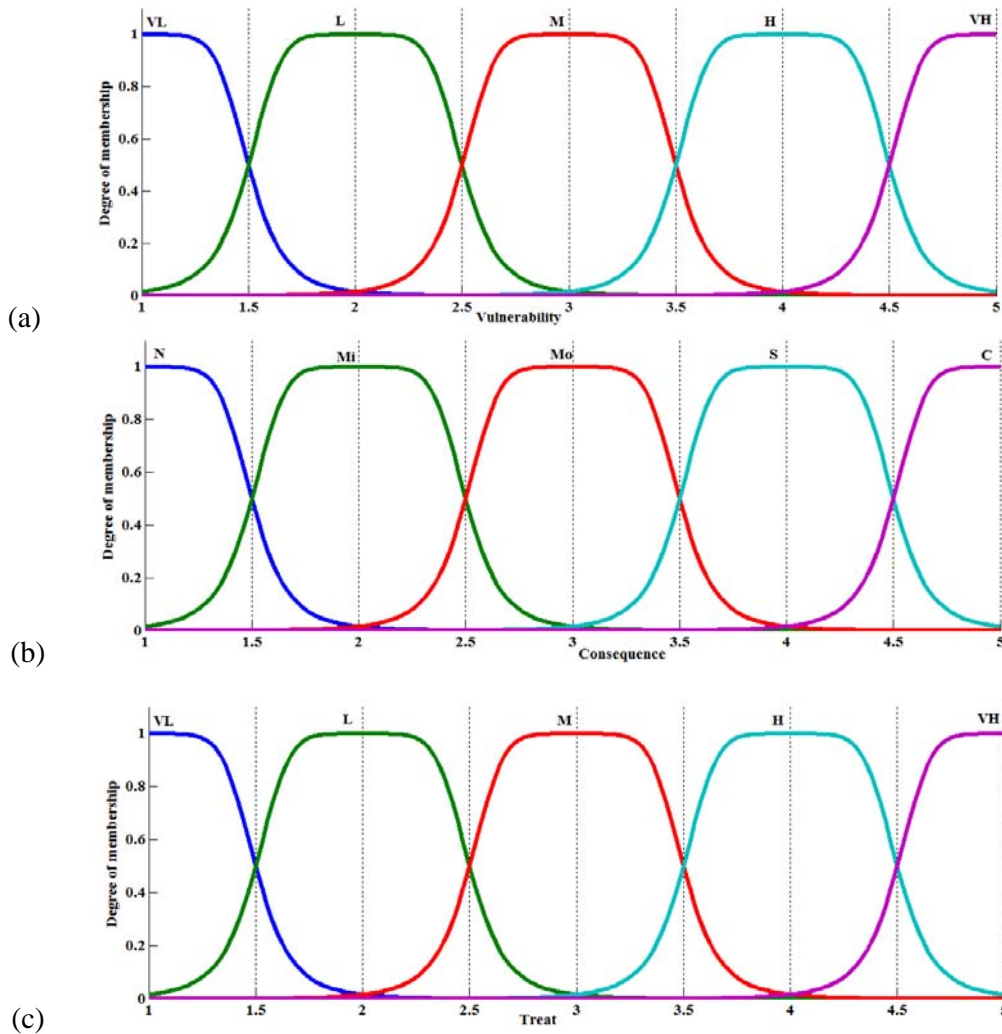 VL L M H VH
Degree of membership
1
0.8
0.6
0.4
0.2
0
1 1.5 2 2.5 3 3.5 4 4.5 5
Vulnerability
(a)
N Mi Mo S C
Degree of membership
1
0.8
0.6
0.4
0.2
0
1 1.5 2 2.5 3 3.5 4 4.5 5
Consequence
(b)
VL L M H VH
Degree of membership
1
0.8
0.6
0.4
0.2
0
1 1.5 2 2.5 3 3.5 4 4.5 5
Treat
(c)